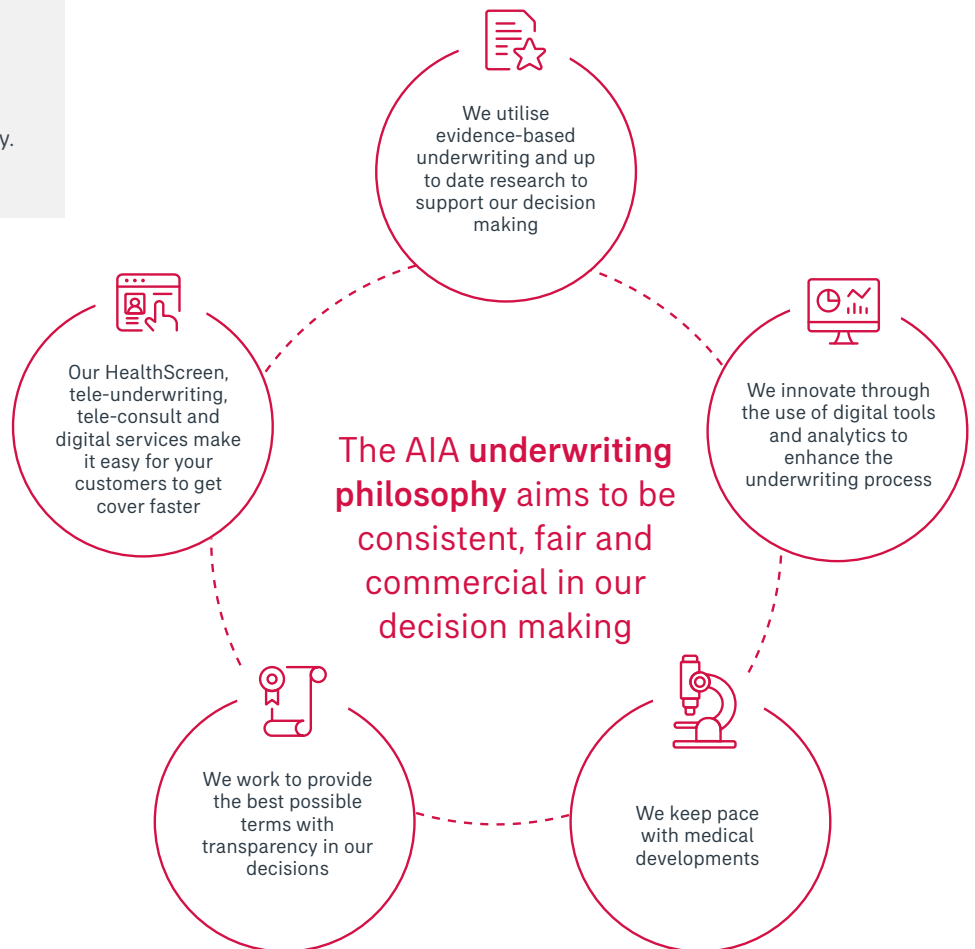 y.
We utilise
evidence-based
underwriting and up
to date research to
support our decision
making
Our HealthScreen,
tele-underwriting,
tele-consult and
digital services make
it easy for your
customers to get
cover faster
We innovate through
the use of digital tools
and analytics to
enhance the
underwriting process
The AIA underwriting
philosophy aims to be
consistent, fair and
commercial in our
decision making
We work to provide
the best possible
terms with
transparency in our
decisions
We keep pace
with medical
developments